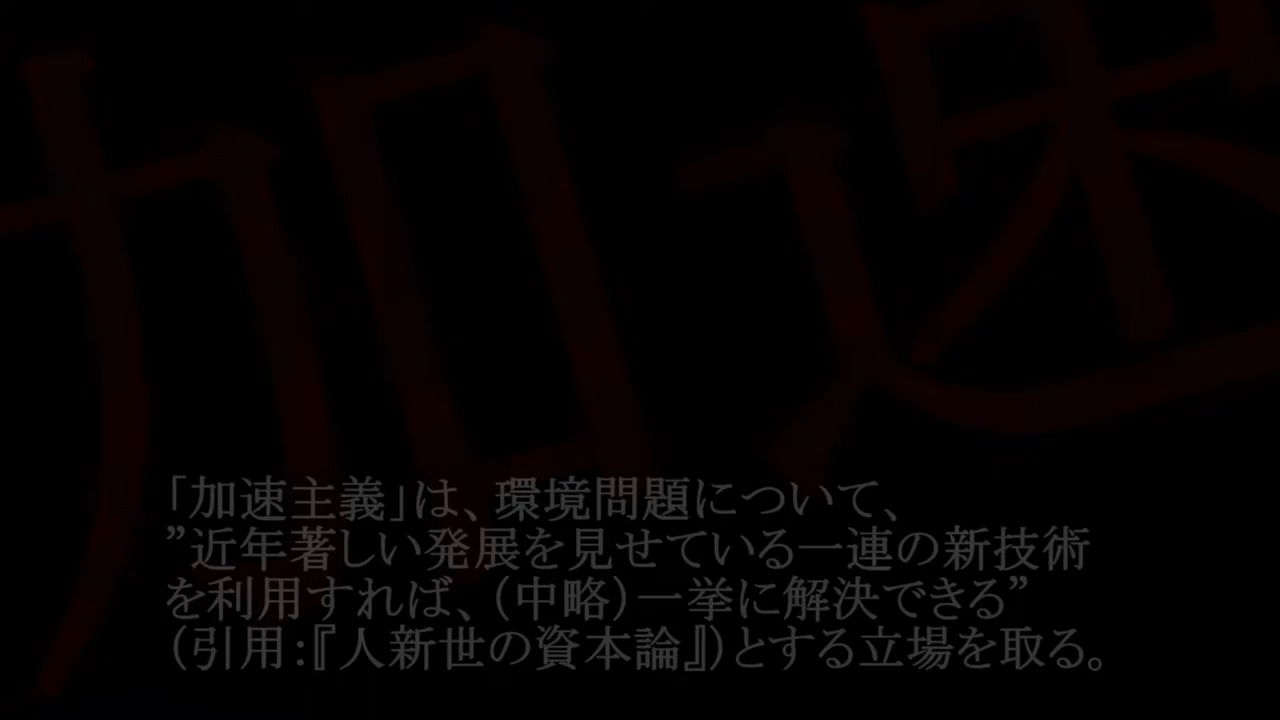 加速
「加速主義」は、環境問題について、
”近年著しい発展を見せている一連の新技術
を利用すれば、(中略)一挙に解決できる”
(引用:『人新世の資本論』)とする立場を取る。